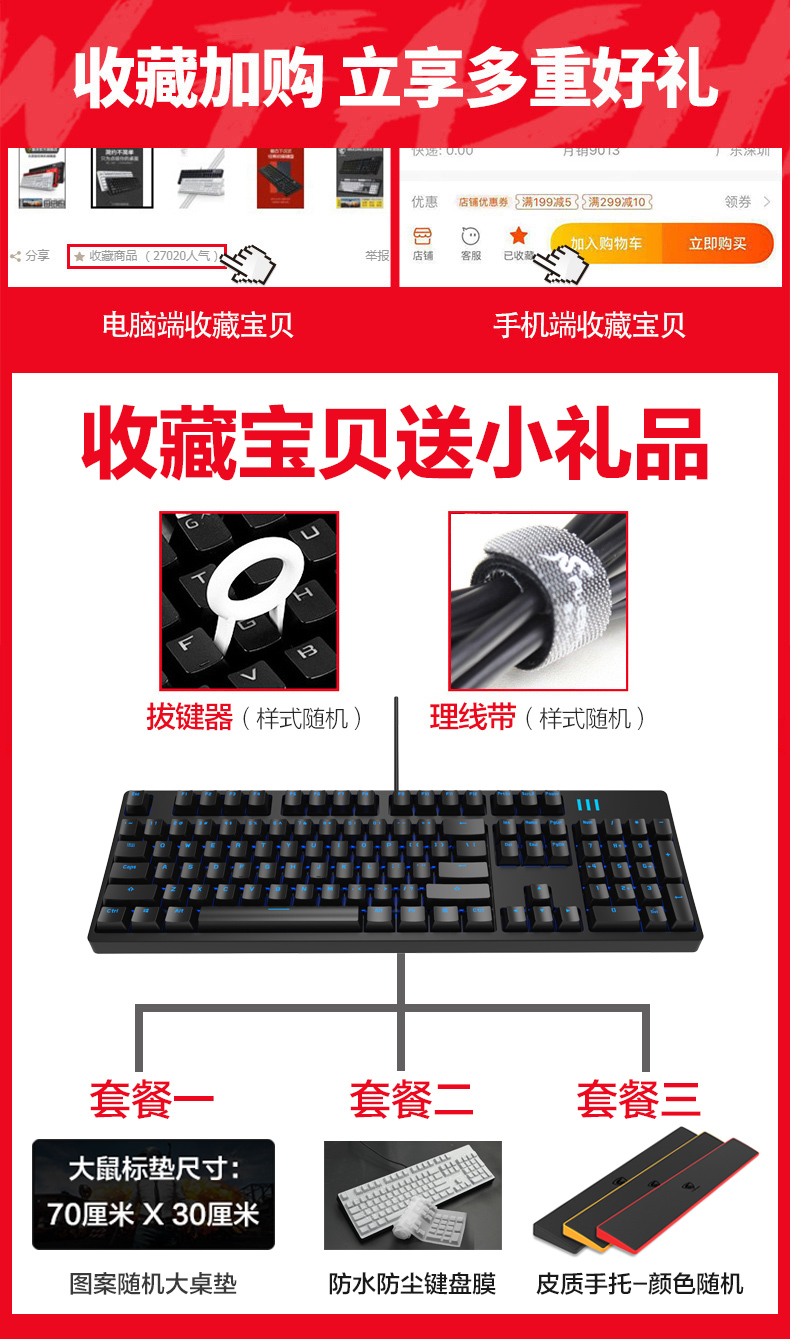 收藏加购 立享多重好礼
简约不简单
快递: 0.00 月销9013 广东深圳
优惠 店铺优惠券 满199减5 满299减10 领券
分享 收藏商品 （27020人气） 举报
店铺 客服 已收藏 加入购物车 立即购买
电脑端收藏宝贝 手机端收藏宝贝
收藏宝贝送小礼品
拔键器（样式随机） 理线带（样式随机）
套餐一 套餐二 套餐三
大鼠标垫尺寸：
70厘米 X 30厘米
图案随机大桌垫 防水防尘键盘膜 皮质手托-颜色随机